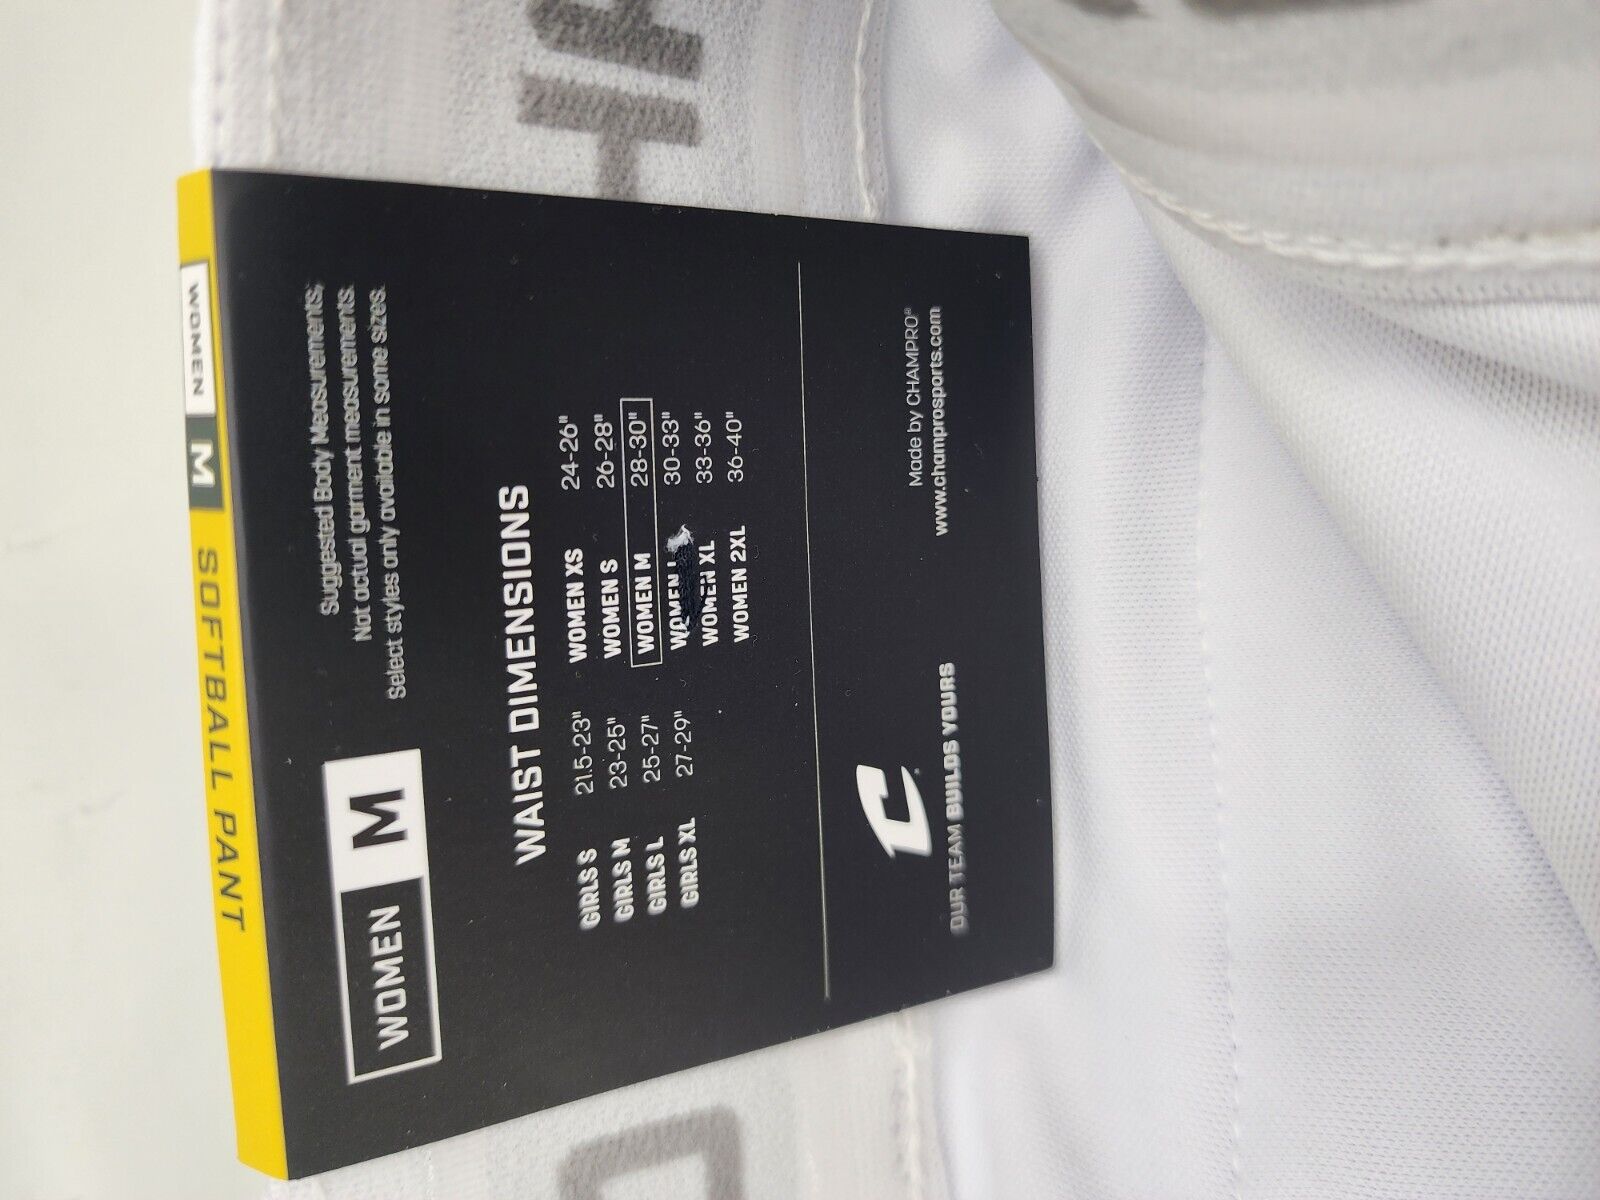 WOMEN M SOFTBALL PANT
WOMEN M
Suggested Body Measurements;
Not actual garment measurements.
Select styles only available in some sizes.
WAIST DIMENSIONS
GIRLS S 21.5-23"
GIRLS M 23-25"
GIRLS L 25-27"
GIRLS XL 27-29"
WOMEN XS 24-26"
WOMEN S 26-28"
WOMEN M 28-30"
WOMEN L 30-33"
WOMEN XL 33-36"
WOMEN 2XL 36-40"
C
OUR TEAM BUILDS YOURS
Made by CHAMPRO®
www.champrosports.com